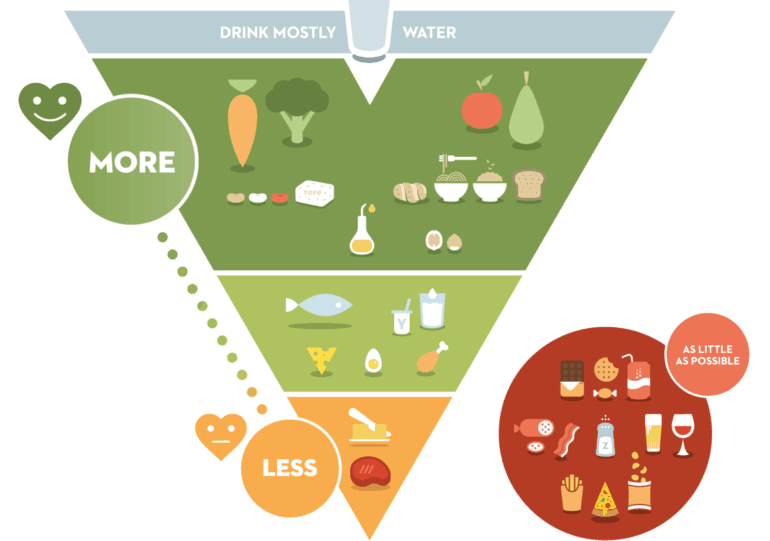 DRINK MOSTLY WATER
MORE
TOFU
Y
AS LITTLE
AS POSSIBLE
Z
LESS